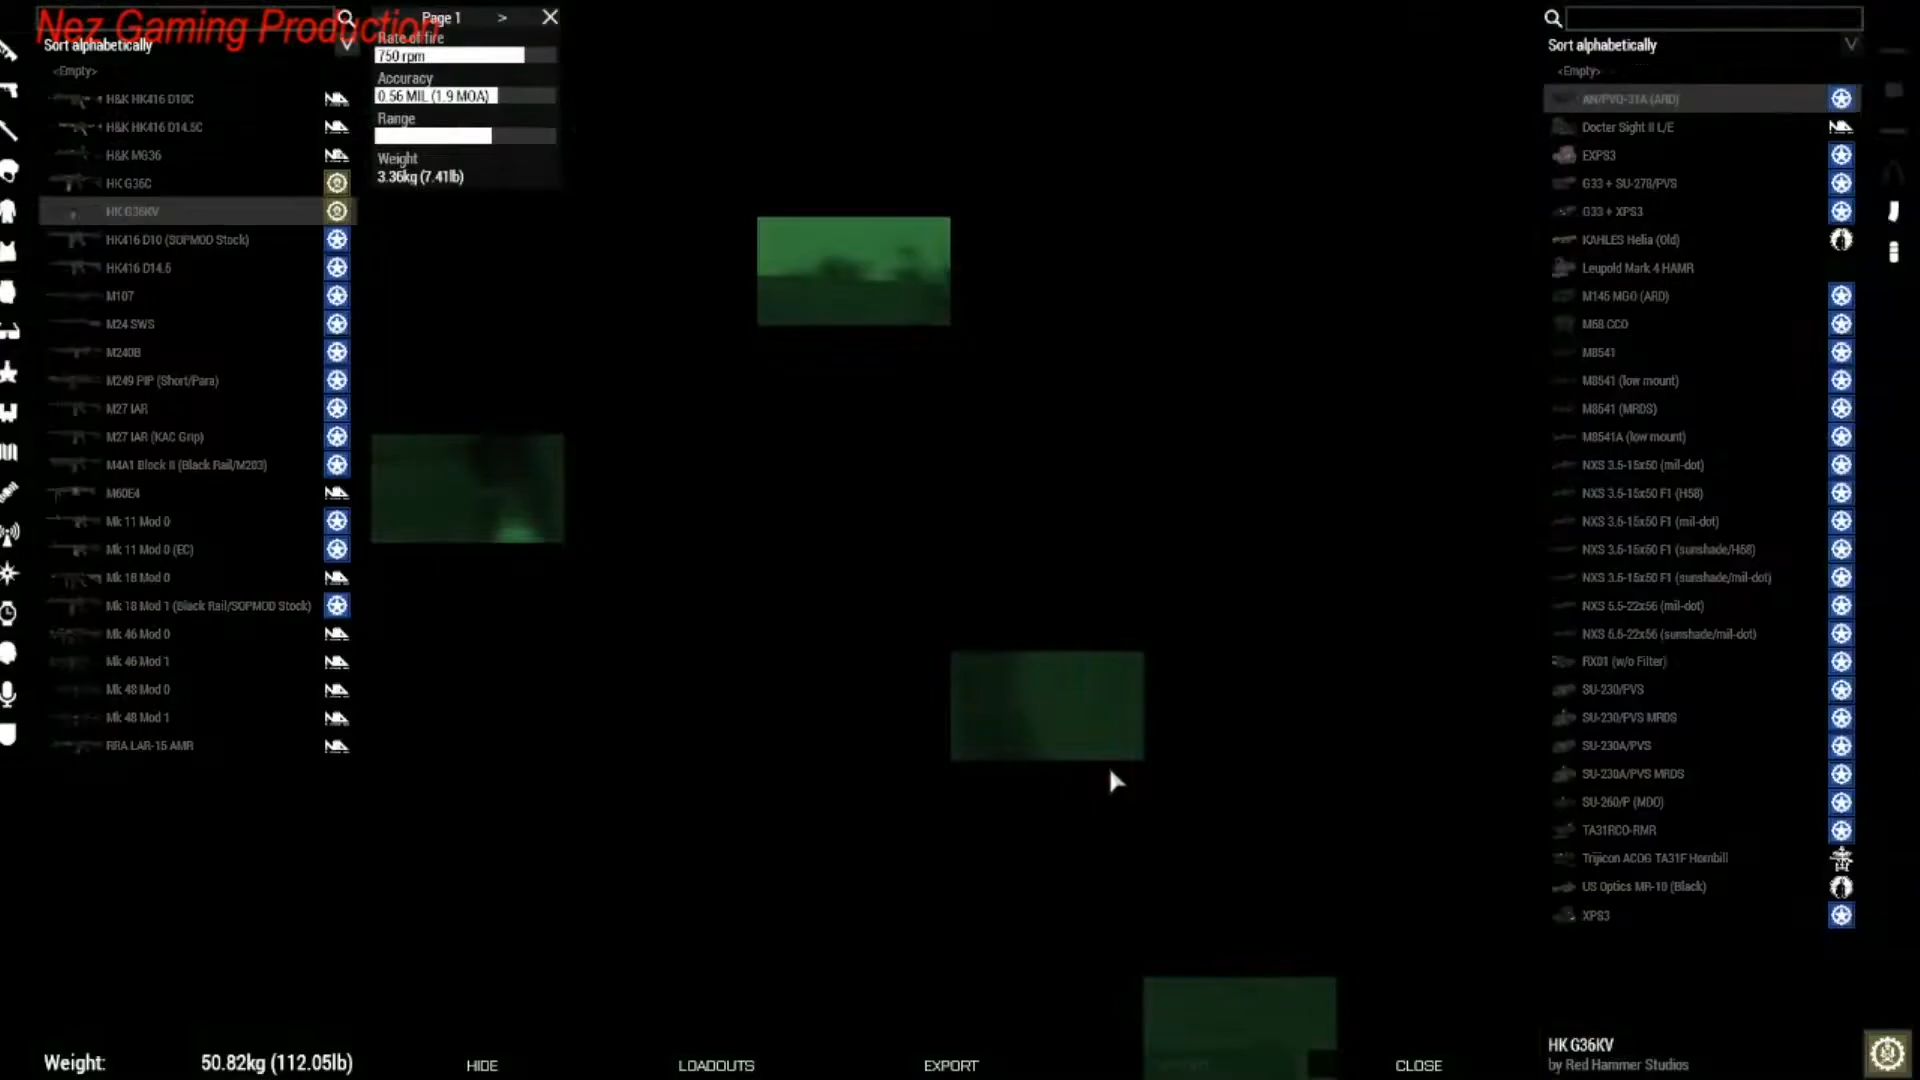 Nez Gaming Production
Sort alphabetically
<Empty>
H&K HK416 D10C
H&K HK416 D14.5C
H&K MG36
HK G36C
HK G36KV
HK416 D10 (SOPMOD Stock)
HK416 D14.5
M107
M24 SWS
M240B
M249 PIP (Short/Para)
M27 IAR
M27 IAR (KAC Grip)
M4A1 Block II (Black Rail/M203)
M60E4
Mk 11 Mod 0
Mk 11 Mod 0 (EC)
Mk 18 Mod 0
Mk 18 Mod 1 (Black Rail/SOPMOD Stock)
Mk 46 Mod 0
Mk 46 Mod 1
Mk 48 Mod 0
Mk 48 Mod 1
RRA LAR-15 AMR
Page 1 >
Rate of fire
750 rpm
Accuracy
0.56 MIL (1.9 MOA)
Range
Weight
3.36kg (7.41lb)
Sort alphabetically
<Empty>
AN/PVQ-31A (ARD)
Docter Sight II L/E
EXPS3
G33 + SU-278/PVS
G33 + XPS3
KAHLES Helia (Old)
Leupold Mark 4 HAMR
M145 MGO (ARD)
M68 CCO
M8541
M8541 (low mount)
M8541 (MRDS)
M8541A (low mount)
NXS 3.5-15x50 (mil-dot)
NXS 3.5-15x50 F1 (H58)
NXS 3.5-15x50 F1 (mil-dot)
NXS 3.5-15x50 F1 (sunshade/H58)
NXS 3.5-15x50 F1 (sunshade/mil-dot)
NXS 5.5-22x56 (mil-dot)
NXS 5.5-22x56 (sunshade/mil-dot)
RX01 (w/o Filter)
SU-230/PVS
SU-230/PVS MRDS
SU-230A/PVS
SU-230A/PVS MRDS
SU-260/P (MDO)
TA31RCO-RMR
Trijicon ACOG TA31F Hornbill
US Optics MR-10 (Black)
XPS3
Weight: 50.82kg (112.05lb)
HIDE
LOADOUTS
EXPORT
CLOSE
HK G36KV
by Red Hammer Studios